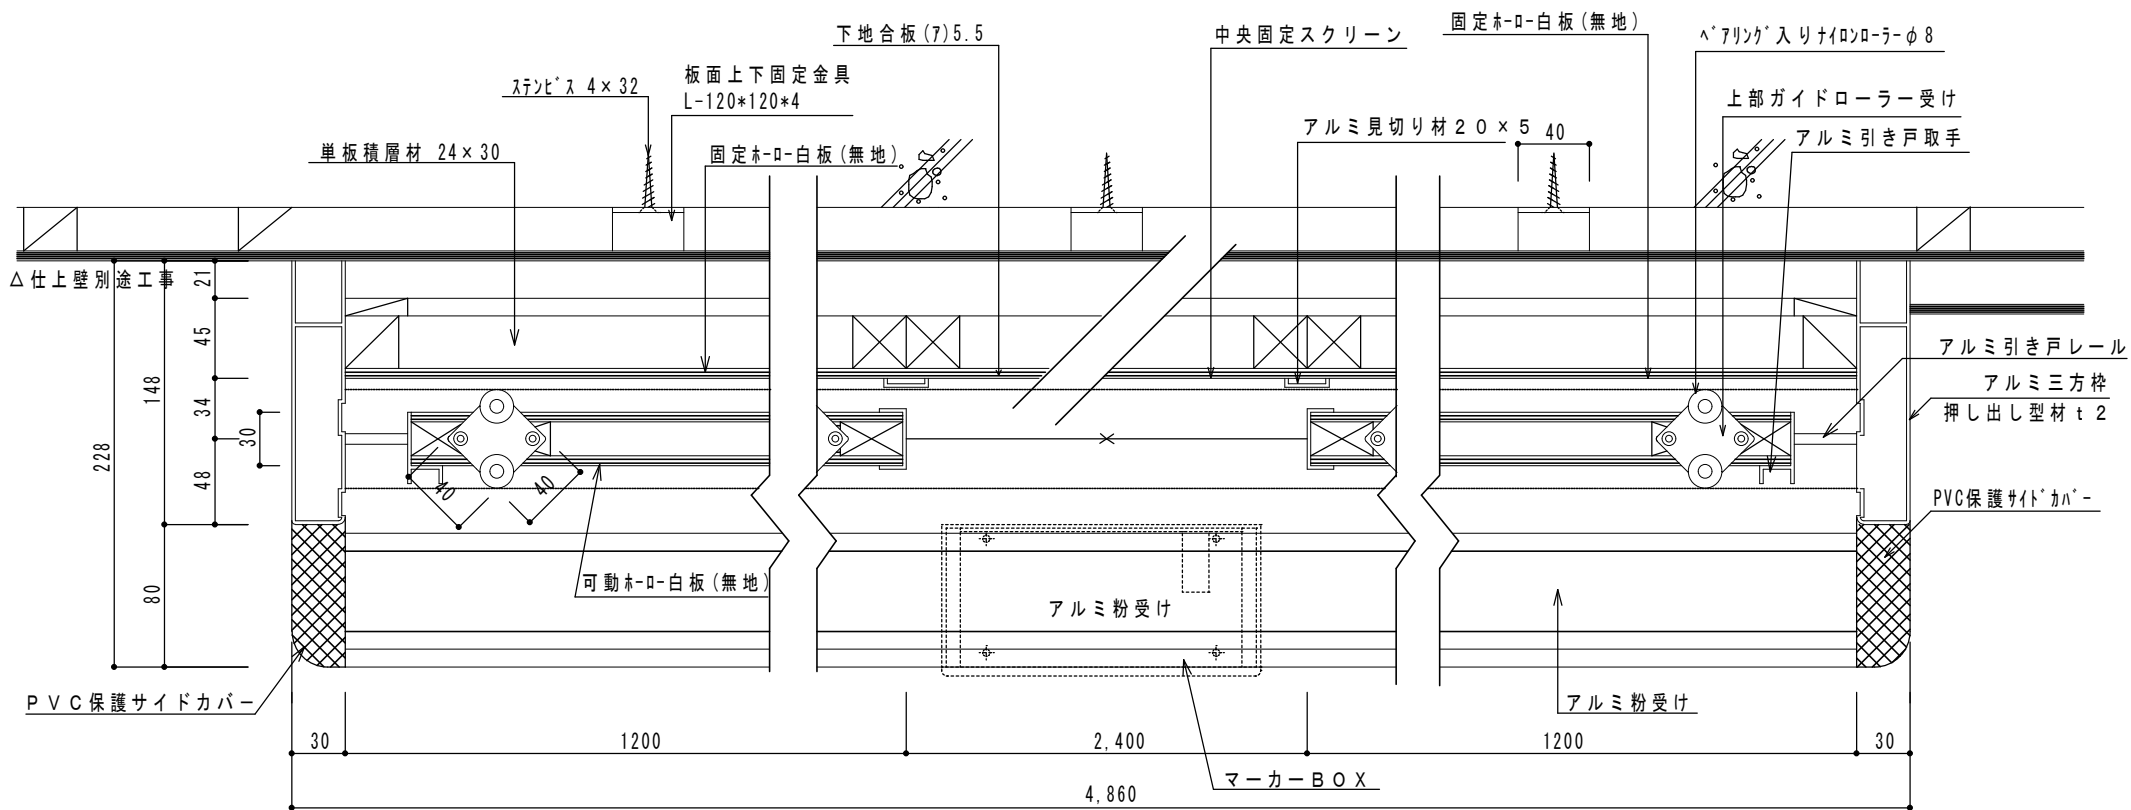 下地合板(ｱ)5.5
中央固定スクリーン
固定ﾎｰﾛｰ白板(無地)
ﾍﾞｱﾘﾝｸﾞ入りﾅｲﾛﾝﾛｰﾗｰφ8
ｽﾃﾝﾋﾞｽ 4×32
板面上下固定金具
L-120*120*4
上部ガイドローラー受け
アルミ見切り材20×5
40
アルミ引き戸取手
単板積層材 24×30
固定ﾎｰﾛｰ白板(無地)
△仕上壁別途工事
21
45
148
34
30
228
48
80
40
40
アルミ引き戸レール
アルミ三方枠
押し出し型材t2
PVC保護ｻｲﾄﾞｶﾊﾞｰ
可動ﾎｰﾛｰ白板(無地)
アルミ粉受け
PVC保護サイドカバー
アルミ粉受け
30
1200
2,400
1200
30
マーカーBOX
4,860